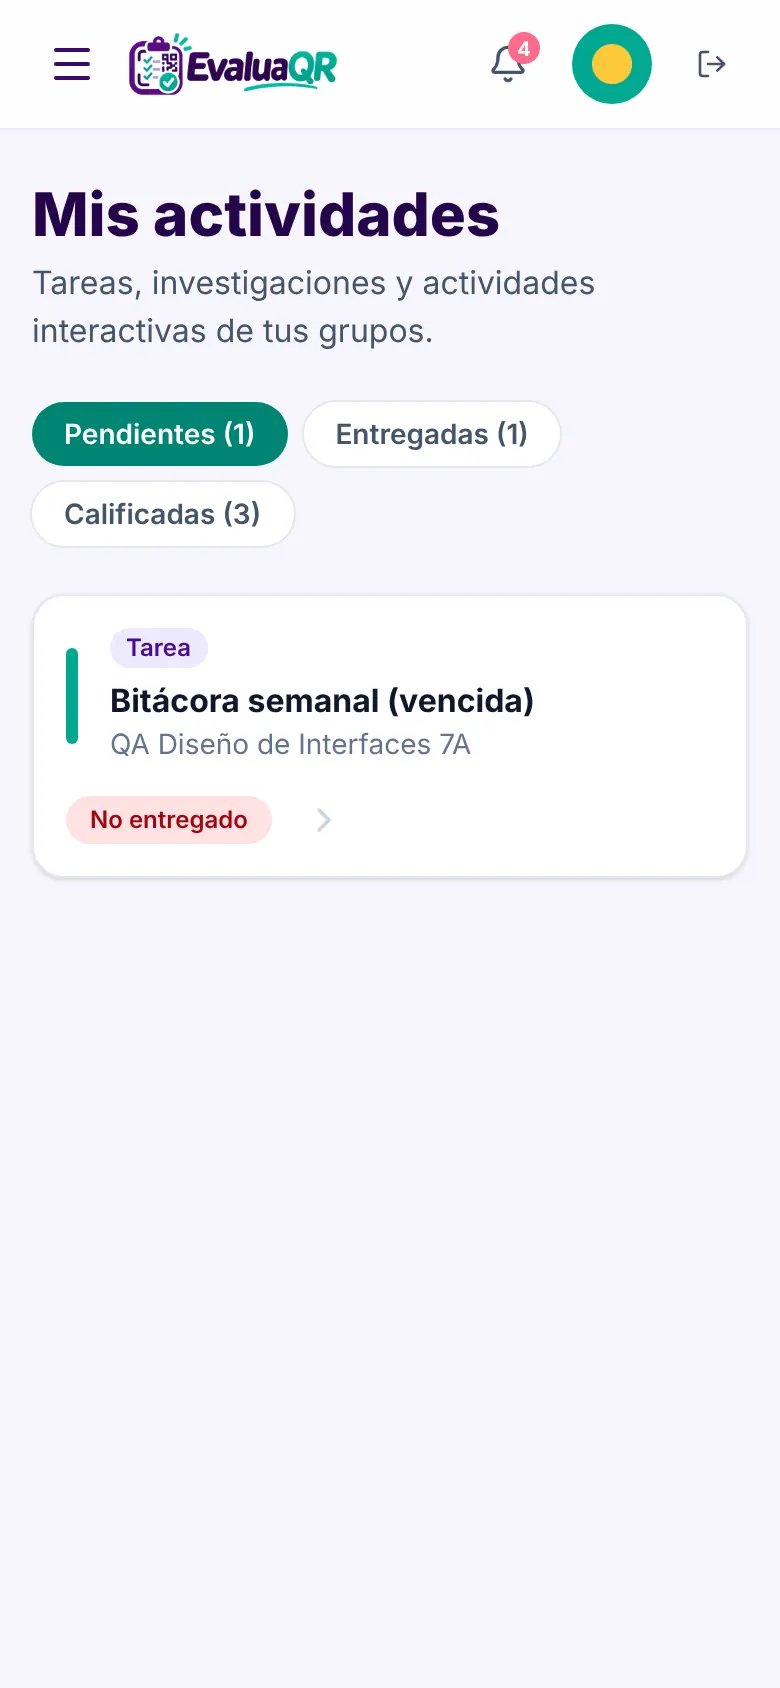 EvaluaQR
4
Mis actividades
Tareas, investigaciones y actividades
interactivas de tus grupos.
Pendientes (1)
Entregadas (1)
Calificadas (3)
Tarea
Bitácora semanal (vencida)
QA Diseño de Interfaces 7A
No entregado